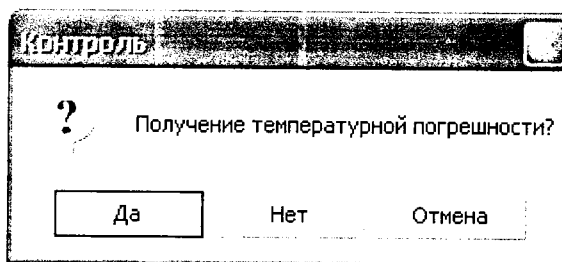 Контроль
Получение температурной погрешности?
Да
Нет
Отмена